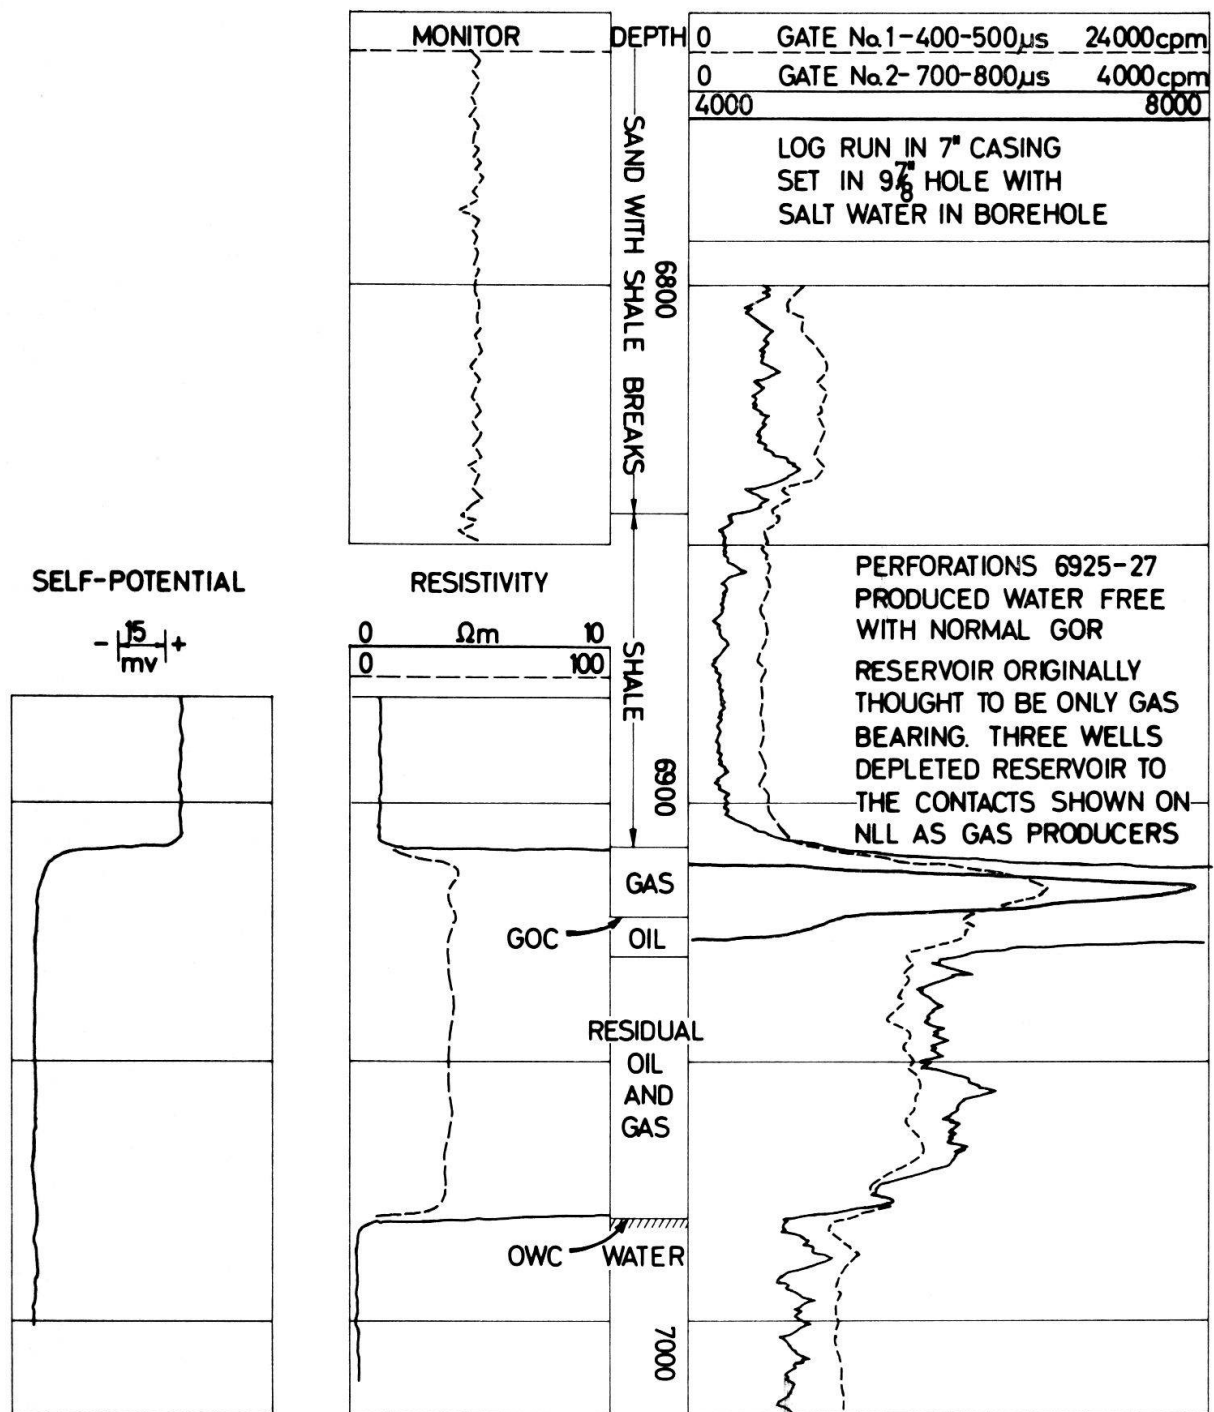 MONITOR
DEPTH
0 GATE No.1-400-500µs 24000cpm
0 GATE No.2-700-800µs 4000cpm
4000 8000
LOG RUN IN 7" CASING
SET IN 9 7/8" HOLE WITH
SALT WATER IN BOREHOLE
SAND WITH SHALE BREAKS
6800
SELF-POTENTIAL
- 15 +
mv
RESISTIVITY
0 Ωm 10
0 100
SHALE
6900
PERFORATIONS 6925-27
PRODUCED WATER FREE
WITH NORMAL GOR
RESERVOIR ORIGINALLY
THOUGHT TO BE ONLY GAS
BEARING. THREE WELLS
DEPLETED RESERVOIR TO
THE CONTACTS SHOWN ON
NLL AS GAS PRODUCERS
GAS
GOC
OIL
RESIDUAL
OIL
AND
GAS
OWC
WATER
7000